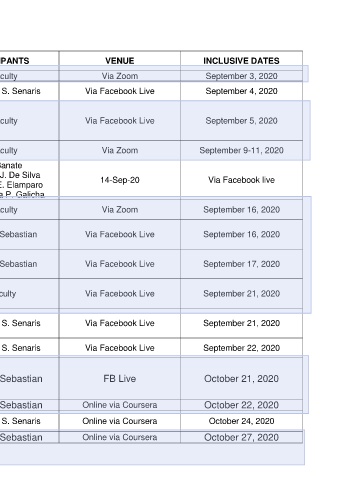 IPANTS VENUE INCLUSIVE DATES
culty Via Zoom September 3, 2020
S. Senaris Via Facebook Live September 4, 2020
culty Via Facebook Live September 5, 2020
culty Via Zoom September 9-11, 2020
anate
J. De Silva
E. Elamparo
a P. Galicha
14-Sep-20 Via Facebook live
culty Via Zoom September 16, 2020
Sebastian Via Facebook Live September 16, 2020
Sebastian Via Facebook Live September 17, 2020
culty Via Facebook Live September 21, 2020
S. Senaris Via Facebook Live September 21, 2020
S. Senaris Via Facebook Live September 22, 2020
Sebastian FB Live October 21, 2020
Sebastian Online via Coursera October 22, 2020
S. Senaris Online via Coursera October 24, 2020
Sebastian Online via Coursera October 27, 2020